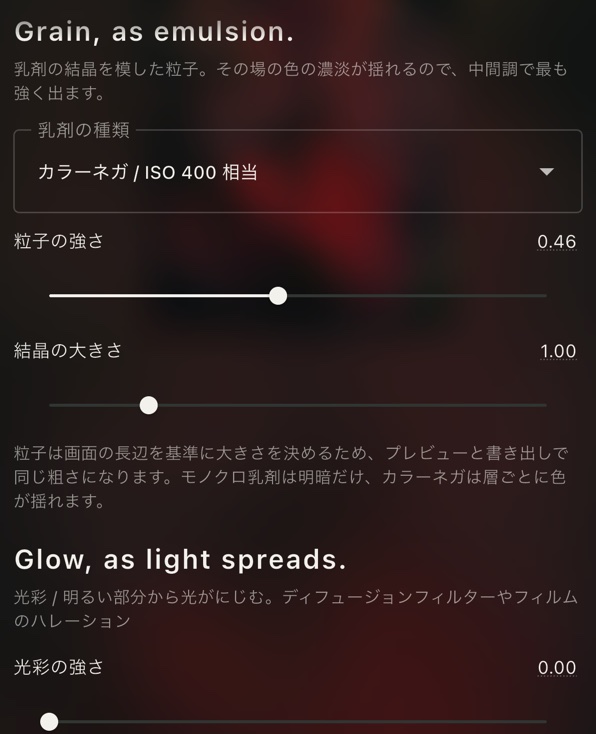 Grain, as emulsion.
乳剤の結晶を模した粒子。その場の色の濃淡が揺れるので、中間調で最も
強く出ます。
乳剤の種類
カラーネガ / ISO 400 相当
粒子の強さ 0.46
結晶の大きさ 1.00
粒子は画面の長辺を基準に大きさを決めるため、プレビューと書き出しで
同じ粗さになります。モノクロ乳剤は明暗だけ、カラーネガは層ごとに色
が揺れます。
Glow, as light spreads.
光彩 / 明るい部分から光がにじむ。ディフュージョンフィルターやフィルム
のハレーション
光彩の強さ 0.00